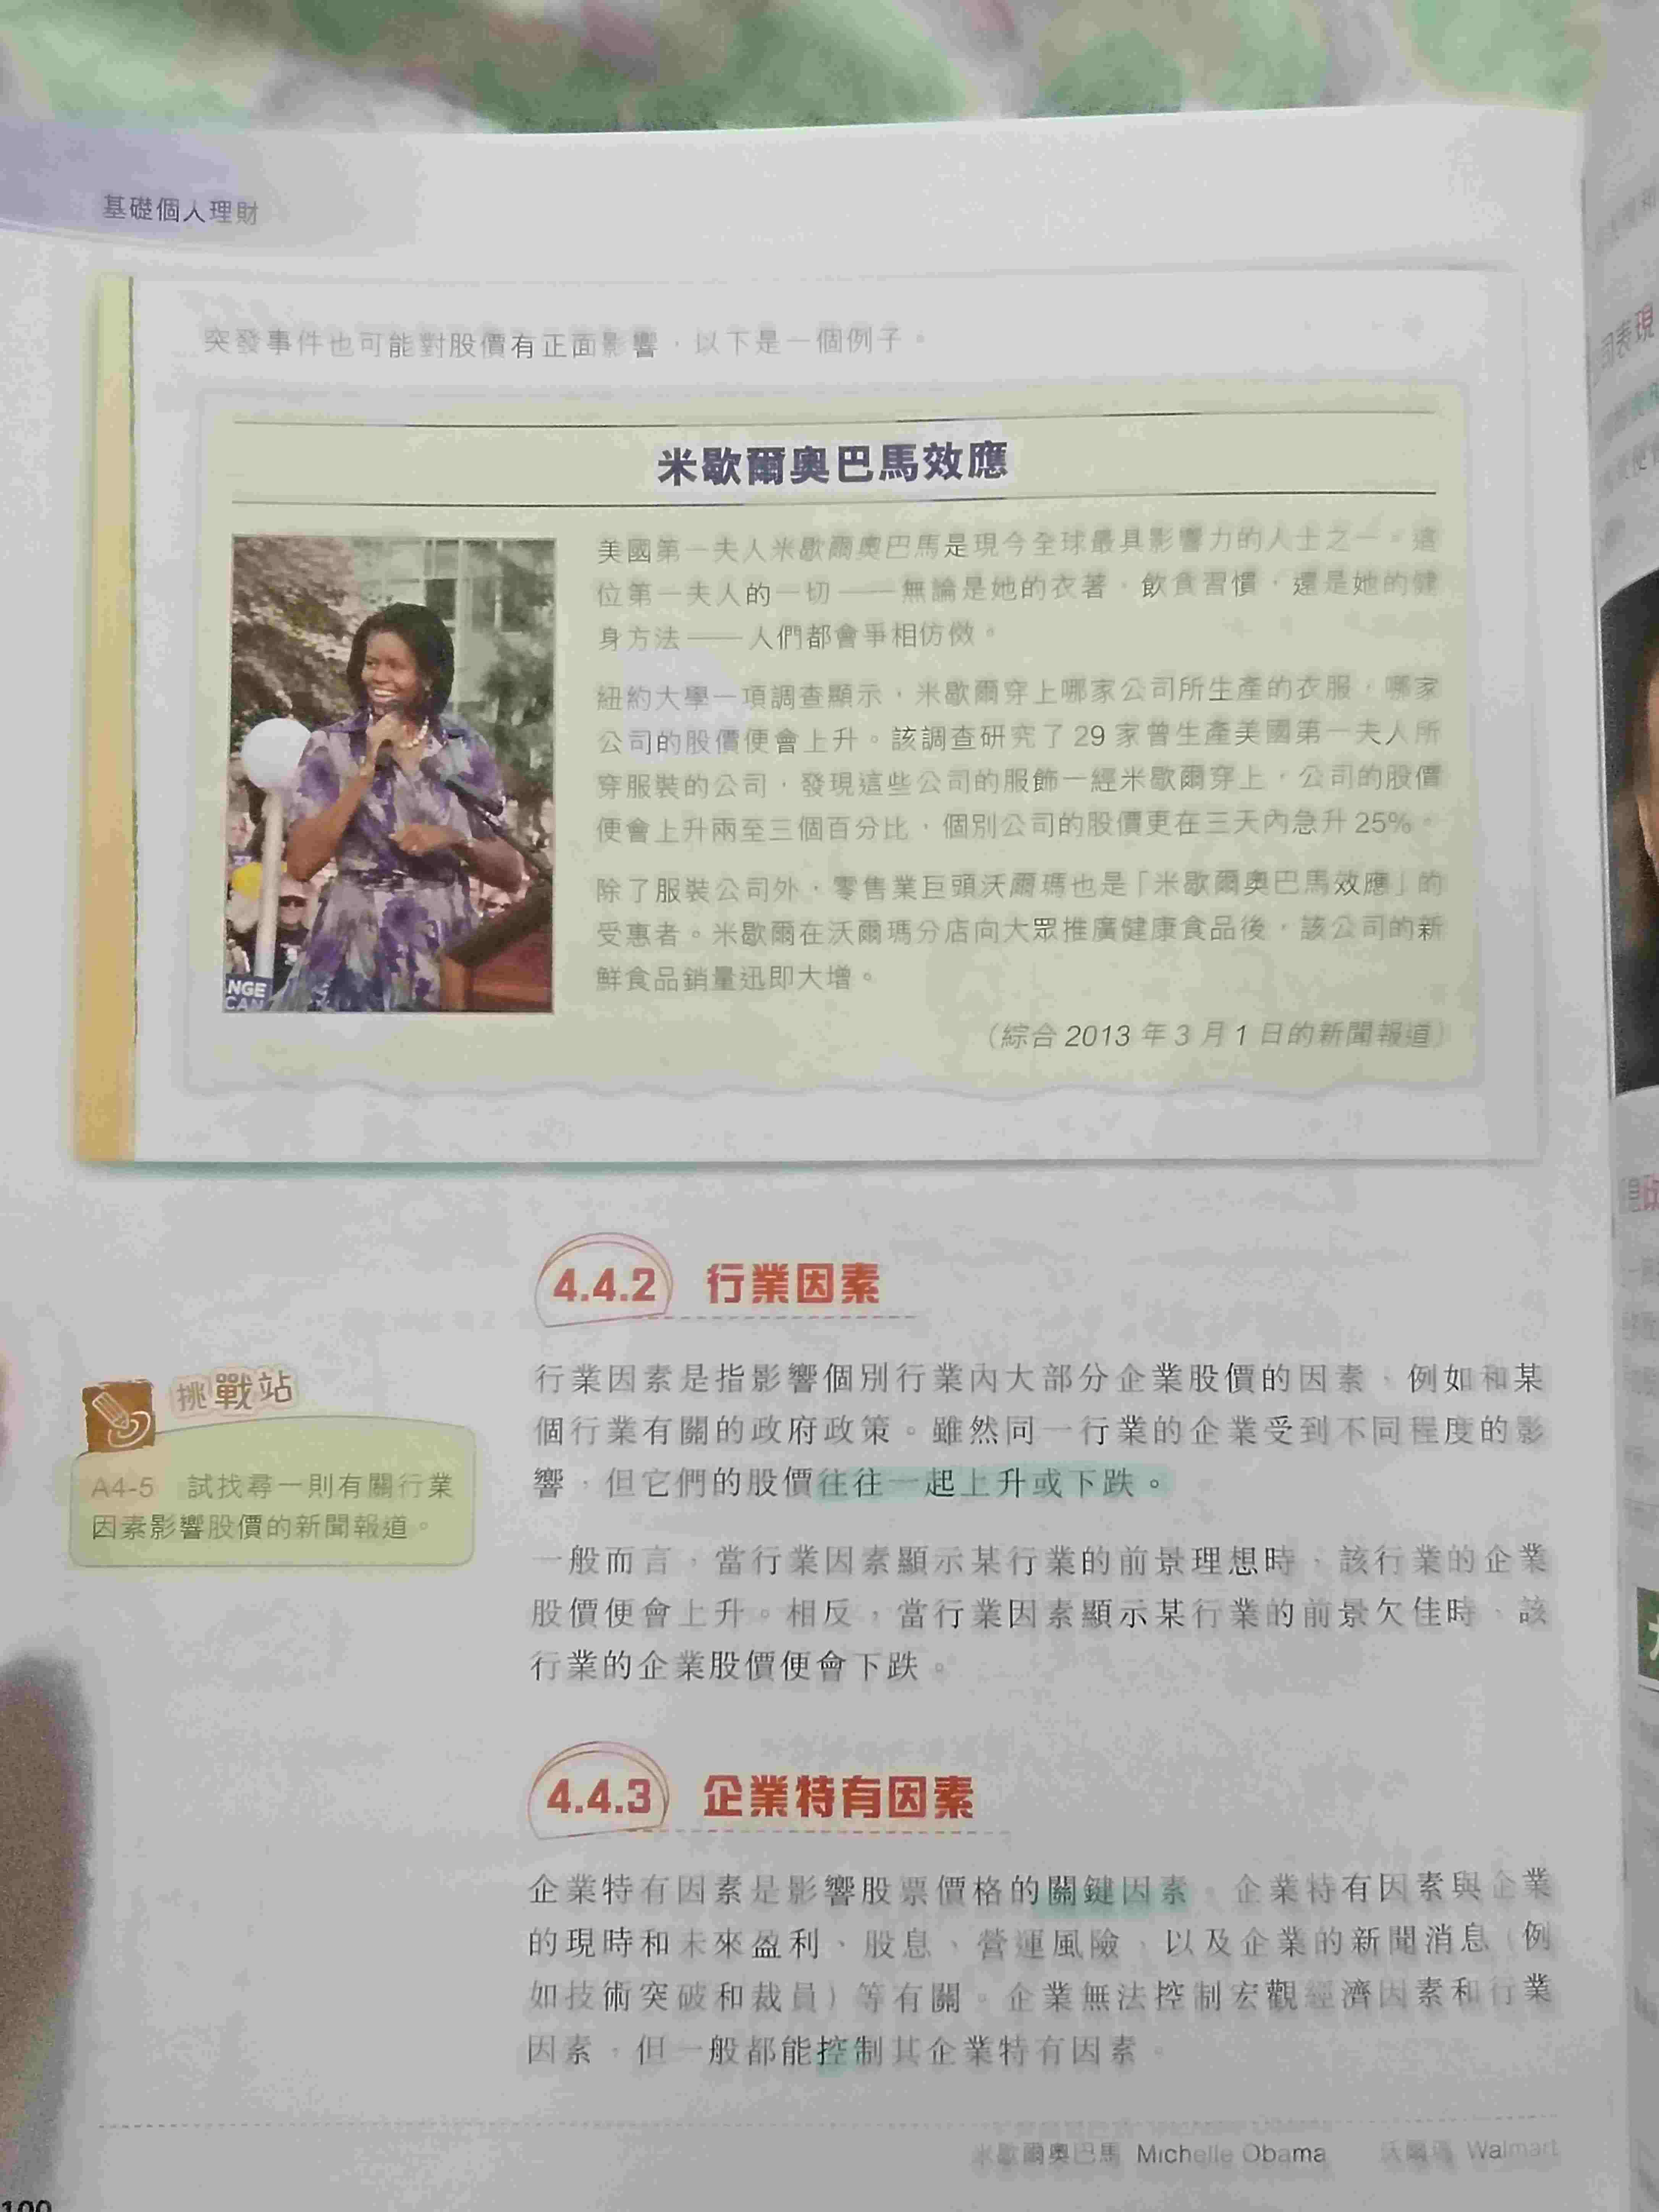 基礎個人理財
突發事件也可能對股價有正面影響，以下是一個例子。
米歇爾奧巴馬效應
美國第一夫人米歇爾奧巴馬是現今全球最具影響力的人士之一。這
位第一夫人的一切——無論是她的衣著、飲食習慣，還是她的健
身方法——人們都會爭相仿傚。
紐約大學一項調查顯示，米歇爾穿上哪家公司所生產的衣服，哪家
公司的股價便會上升。該調查研究了 29 家曾生產美國第一夫人所
穿服裝的公司，發現這些公司的服飾一經米歇爾穿上，公司的股價
便會上升兩至三個百分比，個別公司的股價更在三天內急升 25%。
除了服裝公司外，零售業巨頭沃爾瑪也是「米歇爾奧巴馬效應」的
受惠者。米歇爾在沃爾瑪分店向大眾推廣健康食品後，該公司的新
鮮食品銷量迅即大增。
（綜合 2013 年 3 月 1 日的新聞報道）
NGE
CAN
4.4.2 行業因素
行業因素是指影響個別行業內大部分企業股價的因素，例如和某
個行業有關的政府政策。雖然同一行業的企業受到不同程度的影
響，但它們的股價往往一起上升或下跌。
挑戰站
A4-5 試找尋一則有關行業
因素影響股價的新聞報道。
一般而言，當行業因素顯示某行業的前景理想時，該行業的企業
股價便會上升。相反，當行業因素顯示某行業的前景欠佳時，該
行業的企業股價便會下跌。
4.4.3 企業特有因素
企業特有因素是影響股票價格的關鍵因素。企業特有因素與企業
的現時和未來盈利、股息、營運風險，以及企業的新聞消息（例
如技術突破和裁員）等有關。企業無法控制宏觀經濟因素和行業
因素，但一般都能控制其企業特有因素。
米歇爾奧巴馬 Michelle Obama 沃爾瑪 Walmart
100